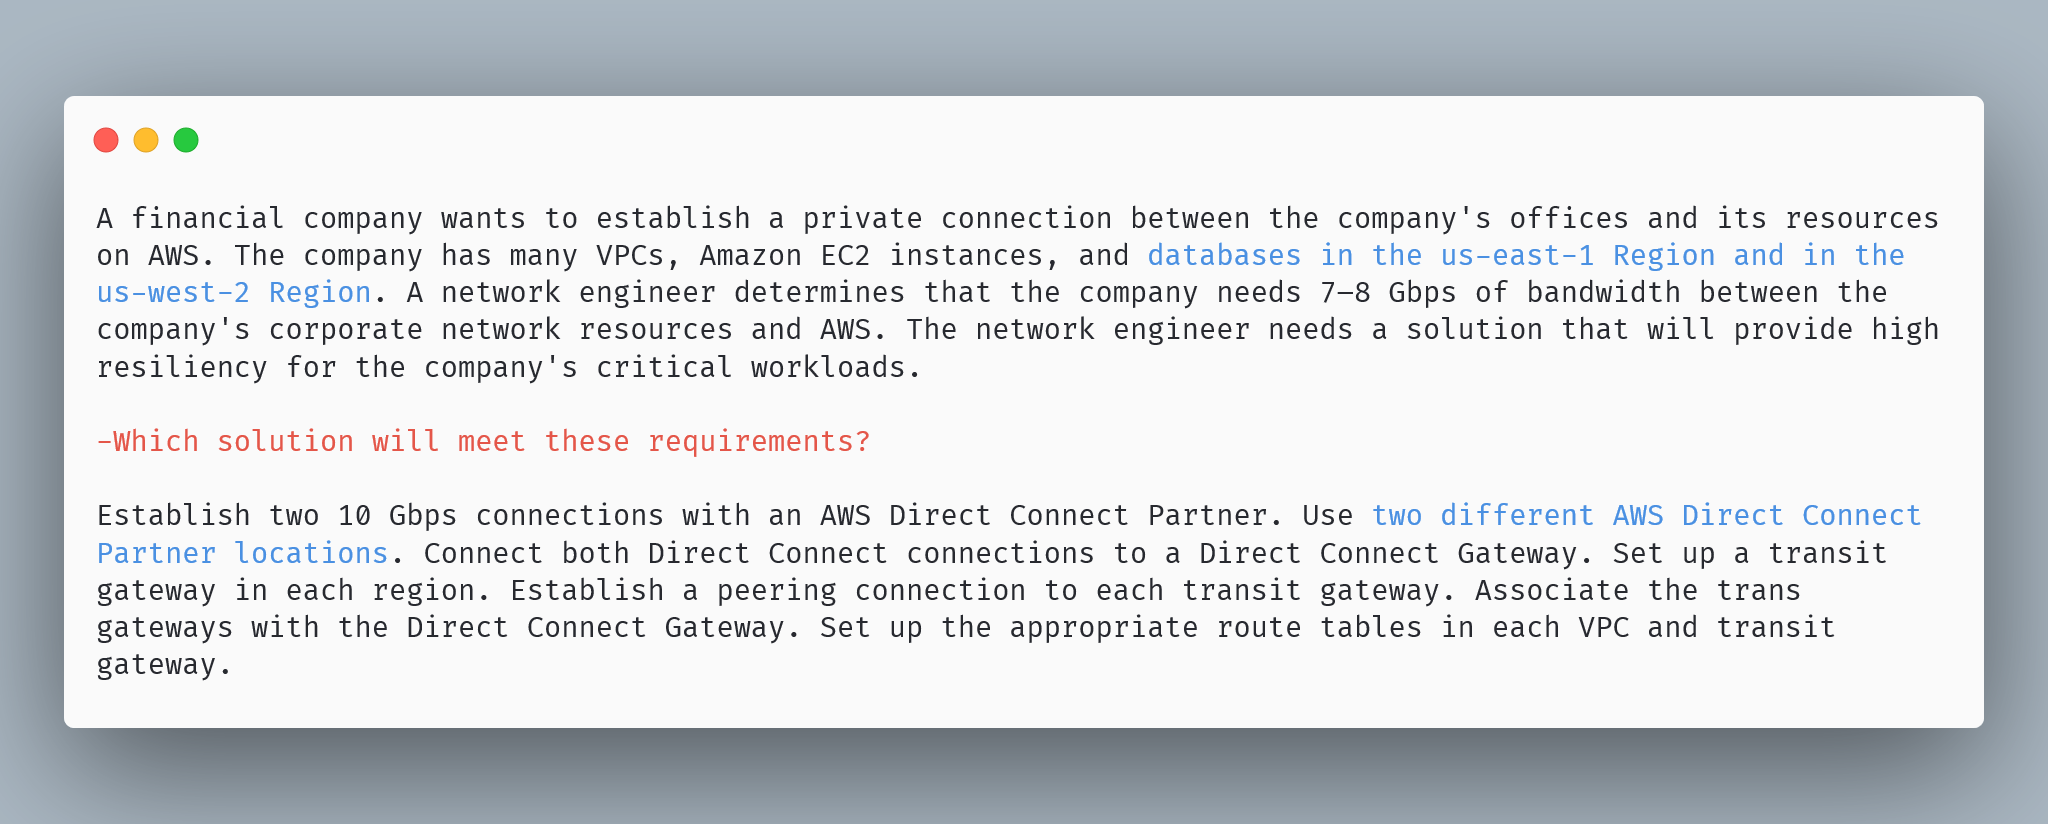 A financial company wants to establish a private connection between the company's offices and its resources
on AWS. The company has many VPCs, Amazon EC2 instances, and databases in the us-east-1 Region and in the
us-west-2 Region. A network engineer determines that the company needs 7–8 Gbps of bandwidth between the
company's corporate network resources and AWS. The network engineer needs a solution that will provide high
resiliency for the company's critical workloads.
-Which solution will meet these requirements?
Establish two 10 Gbps connections with an AWS Direct Connect Partner. Use two different AWS Direct Connect
Partner locations. Connect both Direct Connect connections to a Direct Connect Gateway. Set up a transit
gateway in each region. Establish a peering connection to each transit gateway. Associate the trans
gateways with the Direct Connect Gateway. Set up the appropriate route tables in each VPC and transit
gateway.